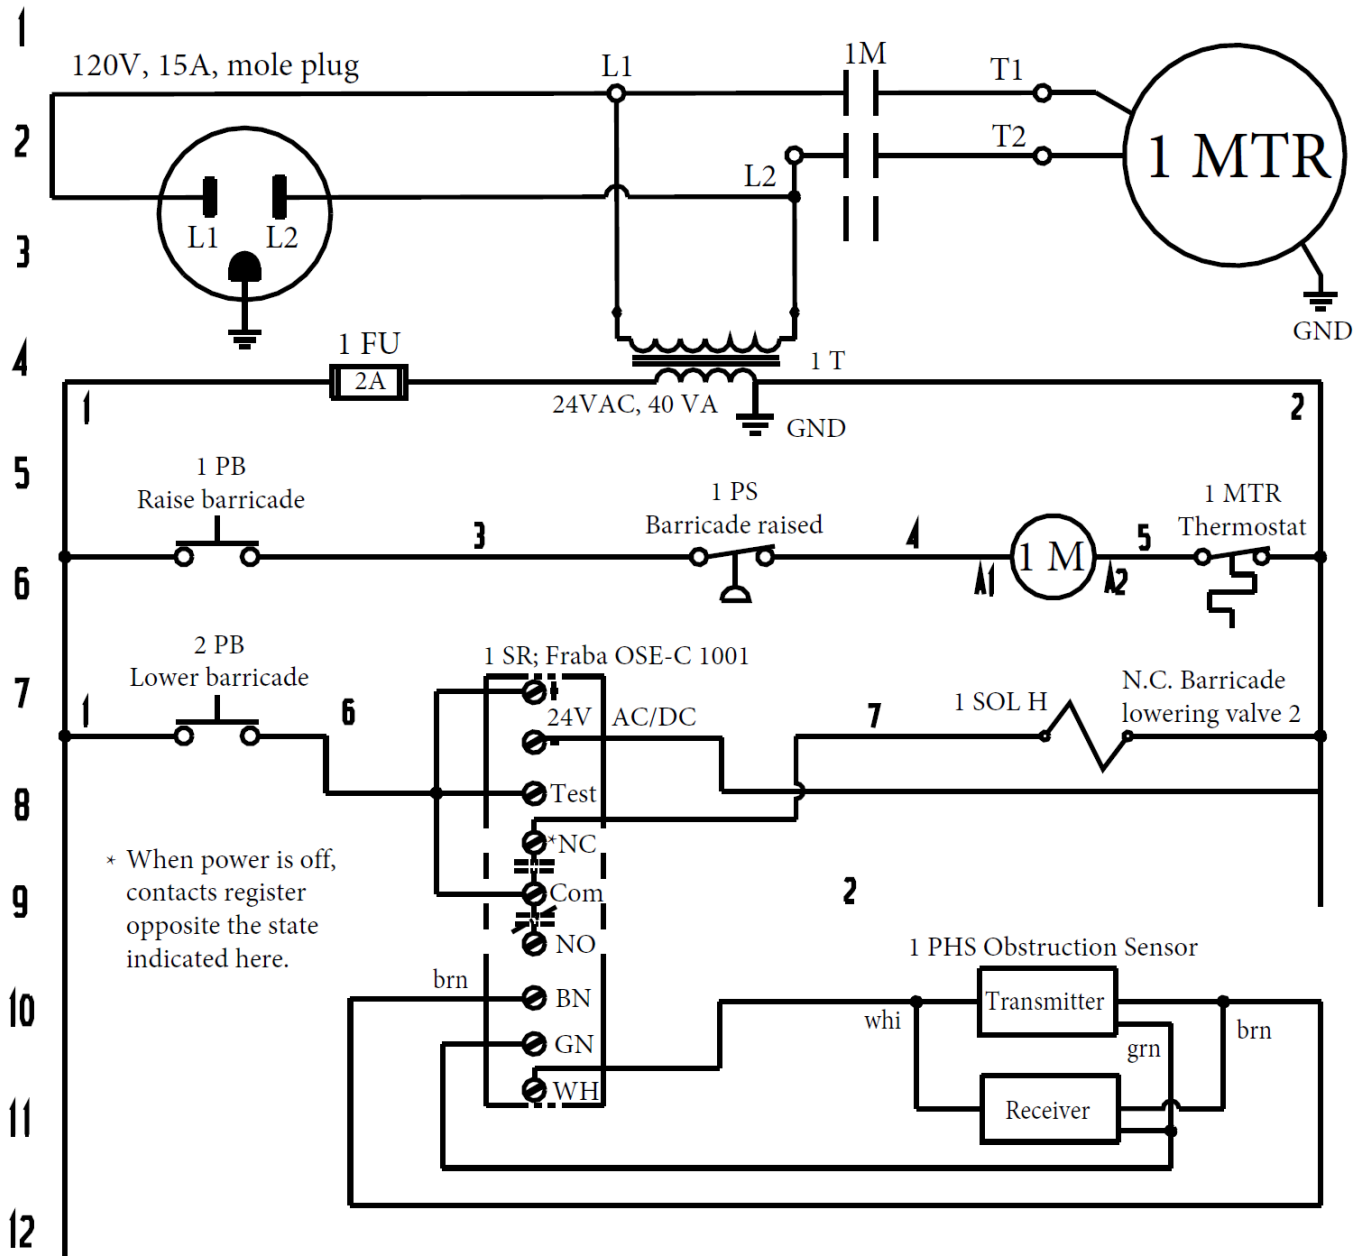 1
120V, 15A, mole plug
L1
1M
T1
2
L2
T2
1 MTR
L1
L2
3
GND
4
1 FU
2A
1 T
24VAC, 40 VA
GND
1
2
5
1 PB
Raise barricade
1 PS
Barricade raised
1 MTR
Thermostat
3
4
1 M
5
A1
A2
6
2 PB
Lower barricade
1 SR; Fraba OSE-C 1001
7
1
6
24V
AC/DC
7
1 SOL H
N.C. Barricade
lowering valve 2
8
Test
*NC
* When power is off,
contacts register
opposite the state
indicated here.
9
Com
2
NO
1 PHS Obstruction Sensor
brn
10
BN
whi
Transmitter
brn
GN
grn
WH
11
Receiver
12